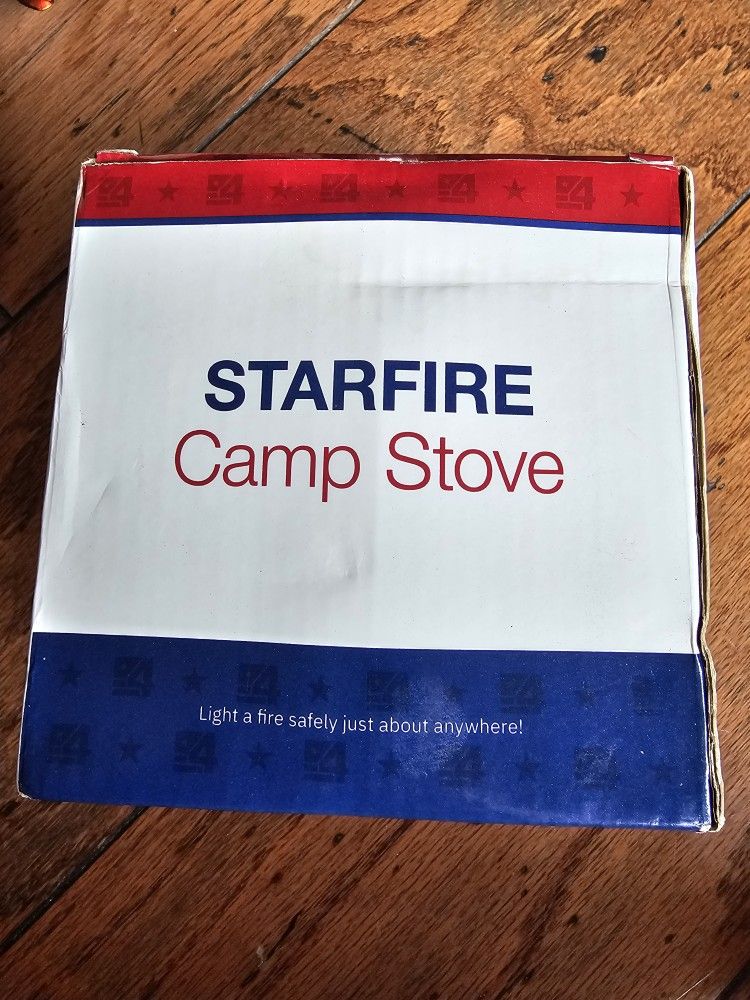 STARFIRE
Camp Stove
Light a fire safely just about anywhere!